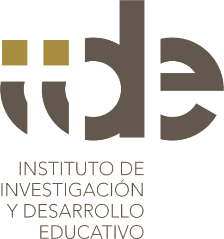 iide
INSTITUTO DE
INVESTIGACIÓN
Y DESARROLLO
EDUCATIVO